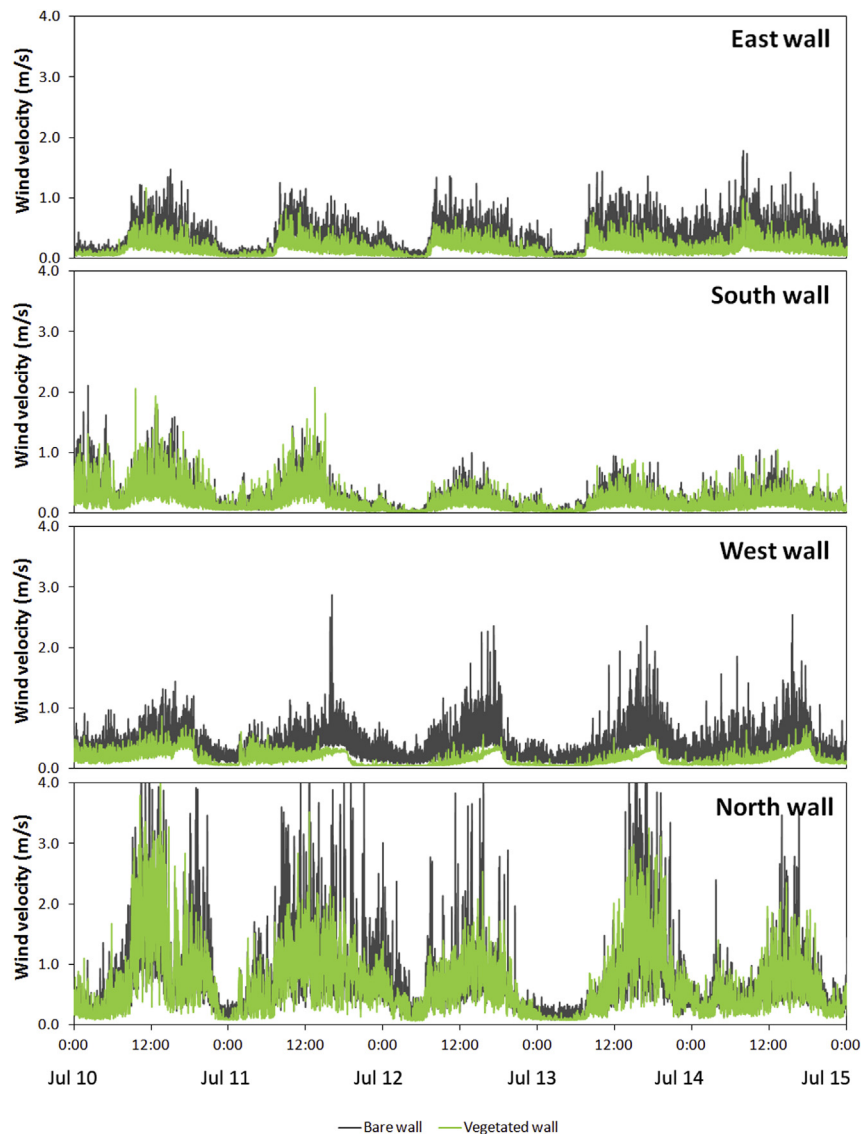 4.0
East wall
3.0
2.0
1.0
0.0
Wind velocity (m/s)
4.0
South wall
3.0
2.0
1.0
0.0
Wind velocity (m/s)
4.0
West wall
3.0
2.0
1.0
0.0
Wind velocity (m/s)
4.0
North wall
3.0
2.0
1.0
0.0
Wind velocity (m/s)
0:00 12:00 0:00 12:00 0:00 12:00 0:00 12:00 0:00 12:00 0:00
Jul 10 Jul 11 Jul 12 Jul 13 Jul 14 Jul 15
Bare wall Vegetated wall